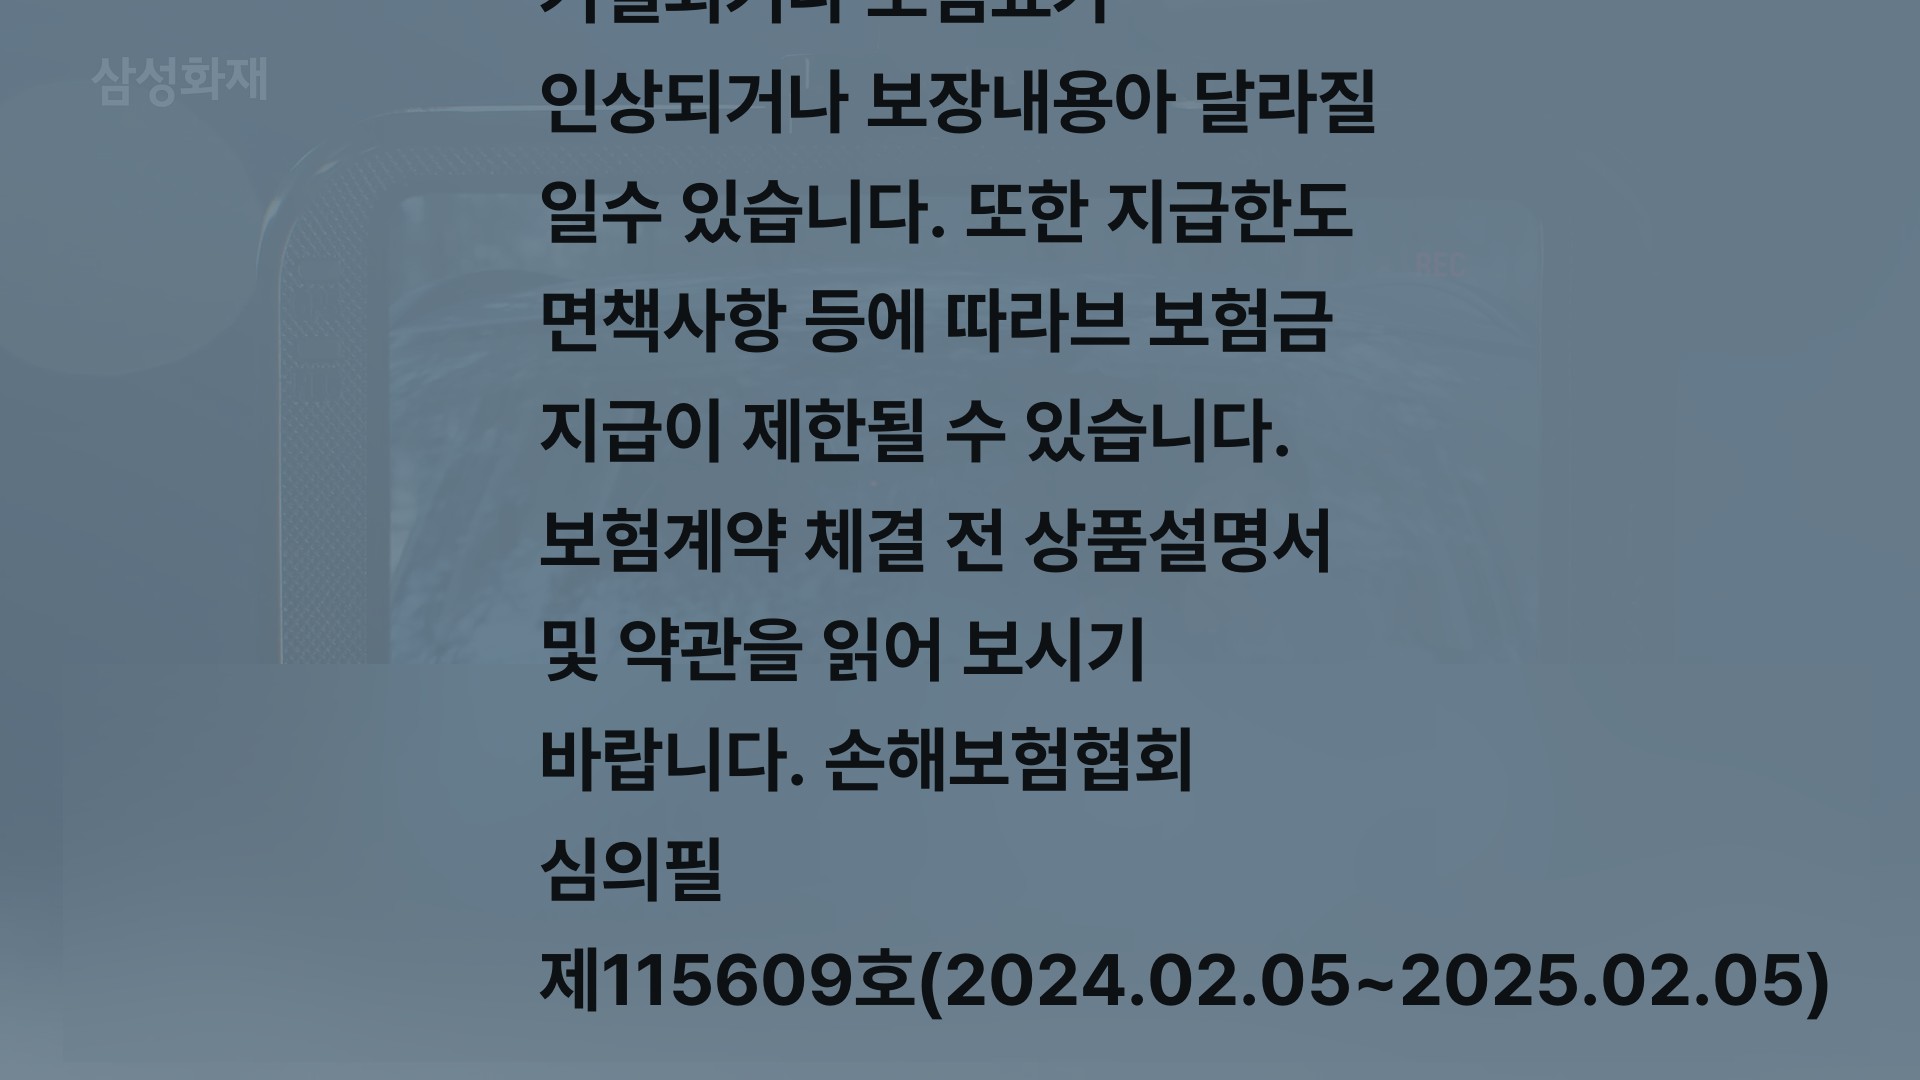 삼성화재
인상되거나 보장내용아 달라질
일수 있습니다. 또한 지급한도
면책사항 등에 따라브 보험금
지급이 제한될 수 있습니다.
보험계약 체결 전 상품설명서
및 약관을 읽어 보시기
바랍니다. 손해보험협회
심의필
제115609호(2024.02.05~2025.02.05)
REC